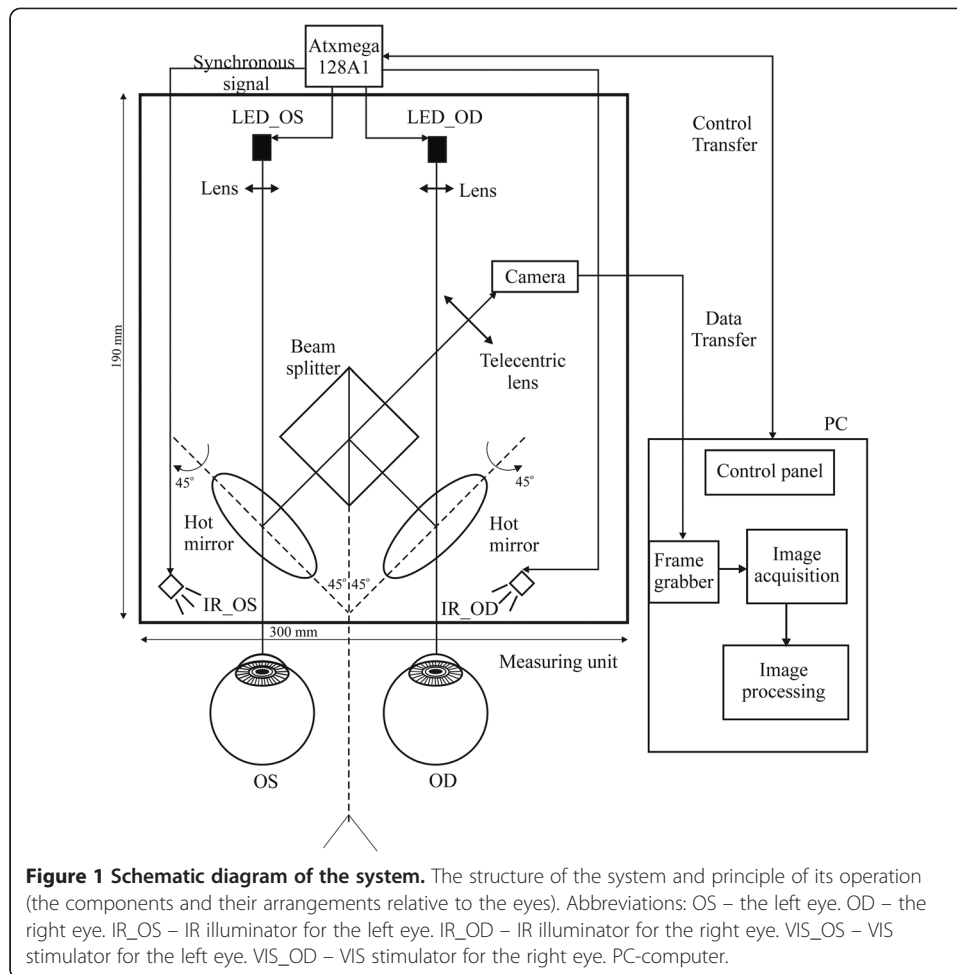 Atxmega
128A1
Synchronous
signal
LED_OS
LED_OD
Control
Transfer
Lens
Lens
Camera
190 mm
Data
Transfer
Beam
splitter
Telecentric
lens
PC
45°
45°
Control panel
Hot
mirror
Hot
mirror
Frame
grabber
Image
acquisition
45° 45°
IR_OS
IR_OD
300 mm
Measuring unit
Image
processing
OS
OD
Figure 1 Schematic diagram of the system. The structure of the system and principle of its operation
(the components and their arrangements relative to the eyes). Abbreviations: OS – the left eye. OD – the
right eye. IR_OS – IR illuminator for the left eye. IR_OD – IR illuminator for the right eye. VIS_OS – VIS
stimulator for the left eye. VIS_OD – VIS stimulator for the right eye. PC-computer.